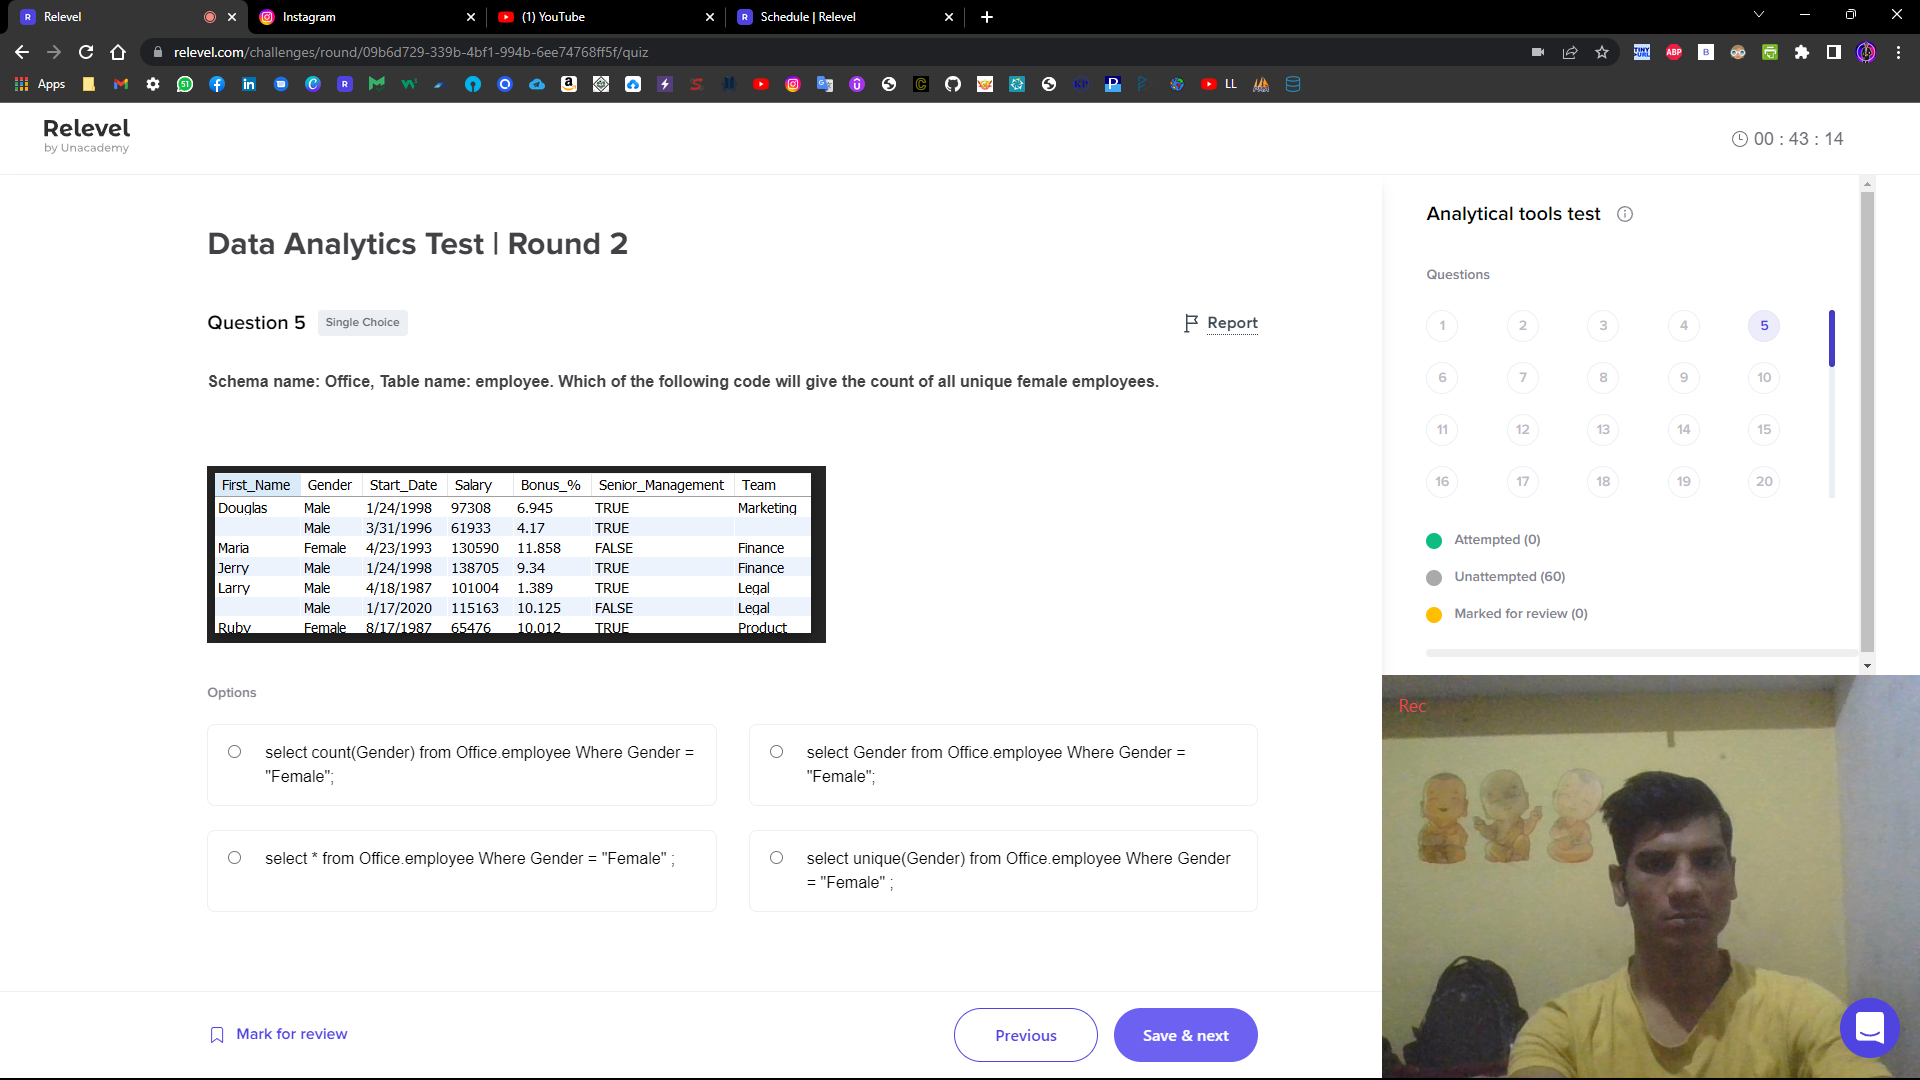 Relevel
Instagram
(1) YouTube
Schedule | Relevel
relevel.com/challenges/round/09b6d729-339b-4bf1-994b-6ee74768ff5f/quiz
Apps
LL
Relevel
by Unacademy
00 : 43 : 14
Data Analytics Test | Round 2
Question 5 Single Choice
Report
Schema name: Office, Table name: employee. Which of the following code will give the count of all unique female employees.
First_Name Gender Start_Date Salary Bonus_% Senior_Management Team
Douglas Male 1/24/1998 97308 6.945 TRUE Marketing
Male 3/31/1996 61933 4.17 TRUE
Maria Female 4/23/1993 130590 11.858 FALSE Finance
Jerry Male 1/24/1998 138705 9.34 TRUE Finance
Larry Male 4/18/1987 101004 1.389 TRUE Legal
Male 1/17/2020 115163 10.125 FALSE Legal
Ruby Female 8/17/1987 65476 10.012 TRUE Product
Options
select count(Gender) from Office.employee Where Gender =
"Female";
select Gender from Office.employee Where Gender =
"Female";
select * from Office.employee Where Gender = "Female" ;
select unique(Gender) from Office.employee Where Gender
= "Female" ;
Mark for review
Previous
Save & next
Analytical tools test
Questions
1 2 3 4 5
6 7 8 9 10
11 12 13 14 15
16 17 18 19 20
Attempted (0)
Unattempted (60)
Marked for review (0)
Rec